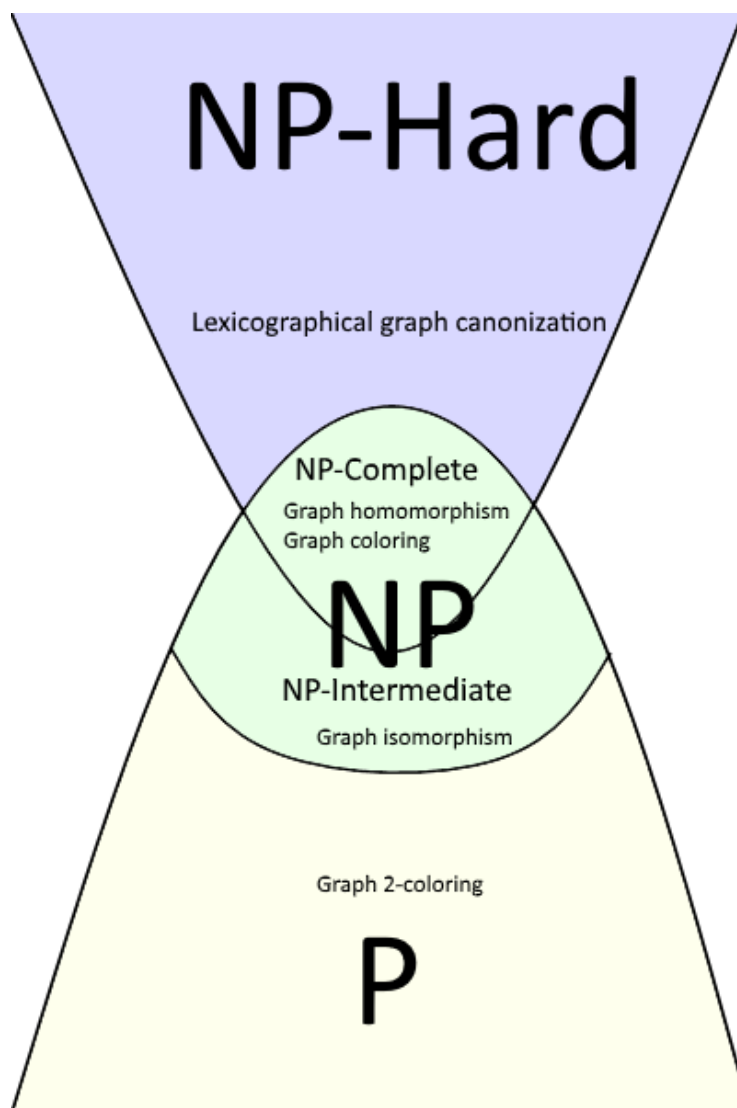 NP-Hard
Lexicographical graph canonization
NP-Complete
Graph homomorphism
Graph coloring
NP
NP-Intermediate
Graph isomorphism
Graph 2-coloring
P